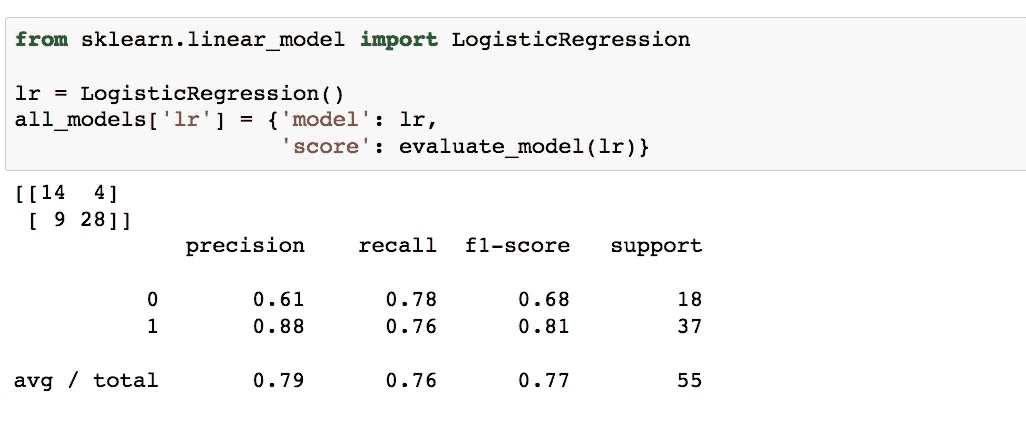 from sklearn.linear_model import LogisticRegression
lr = LogisticRegression()
all_models['lr'] = {'model': lr,
'score': evaluate_model(lr)}
[[14 4]
[ 9 28]]
precision recall f1-score support
0 0.61 0.78 0.68 18
1 0.88 0.76 0.81 37
avg / total 0.79 0.76 0.77 55